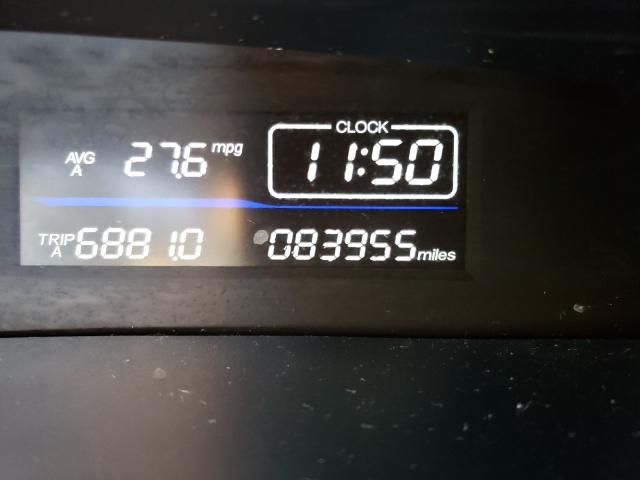 CLOCK
AVG A 27.6 mpg 11:50
TRIP A 6881.0 083955 miles